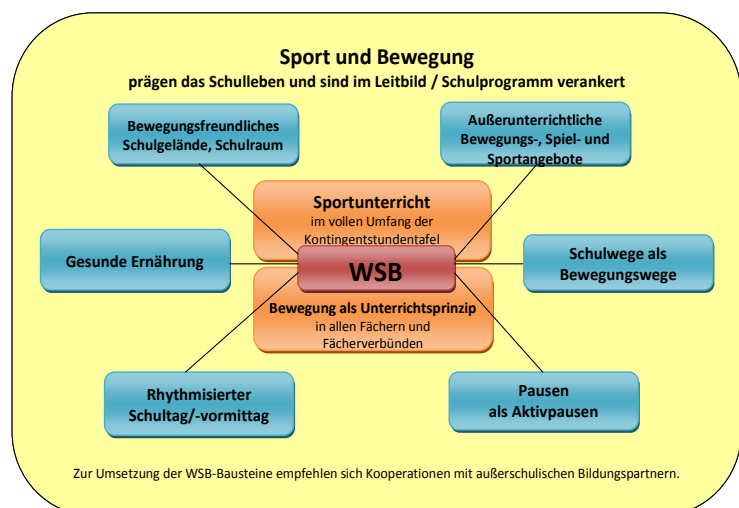 Sport und Bewegung
prägen das Schulleben und sind im Leitbild / Schulprogramm verankert
Bewegungsfreundliches
Schulgelände, Schulraum
Außerunterrichtliche
Bewegungs-, Spiel- und
Sportangebote
Sportunterricht
im vollen Umfang der
Kontingentstundentafel
Gesunde Ernährung
WSB
Schulwege als
Bewegungswege
Bewegung als Unterrichtsprinzip
in allen Fächern und
Fächerverbünden
Rhythmisierter
Schultag/-vormittag
Pausen
als Aktivpausen
Zur Umsetzung der WSB-Bausteine empfehlen sich Kooperationen mit außerschulischen Bildungspartnern.